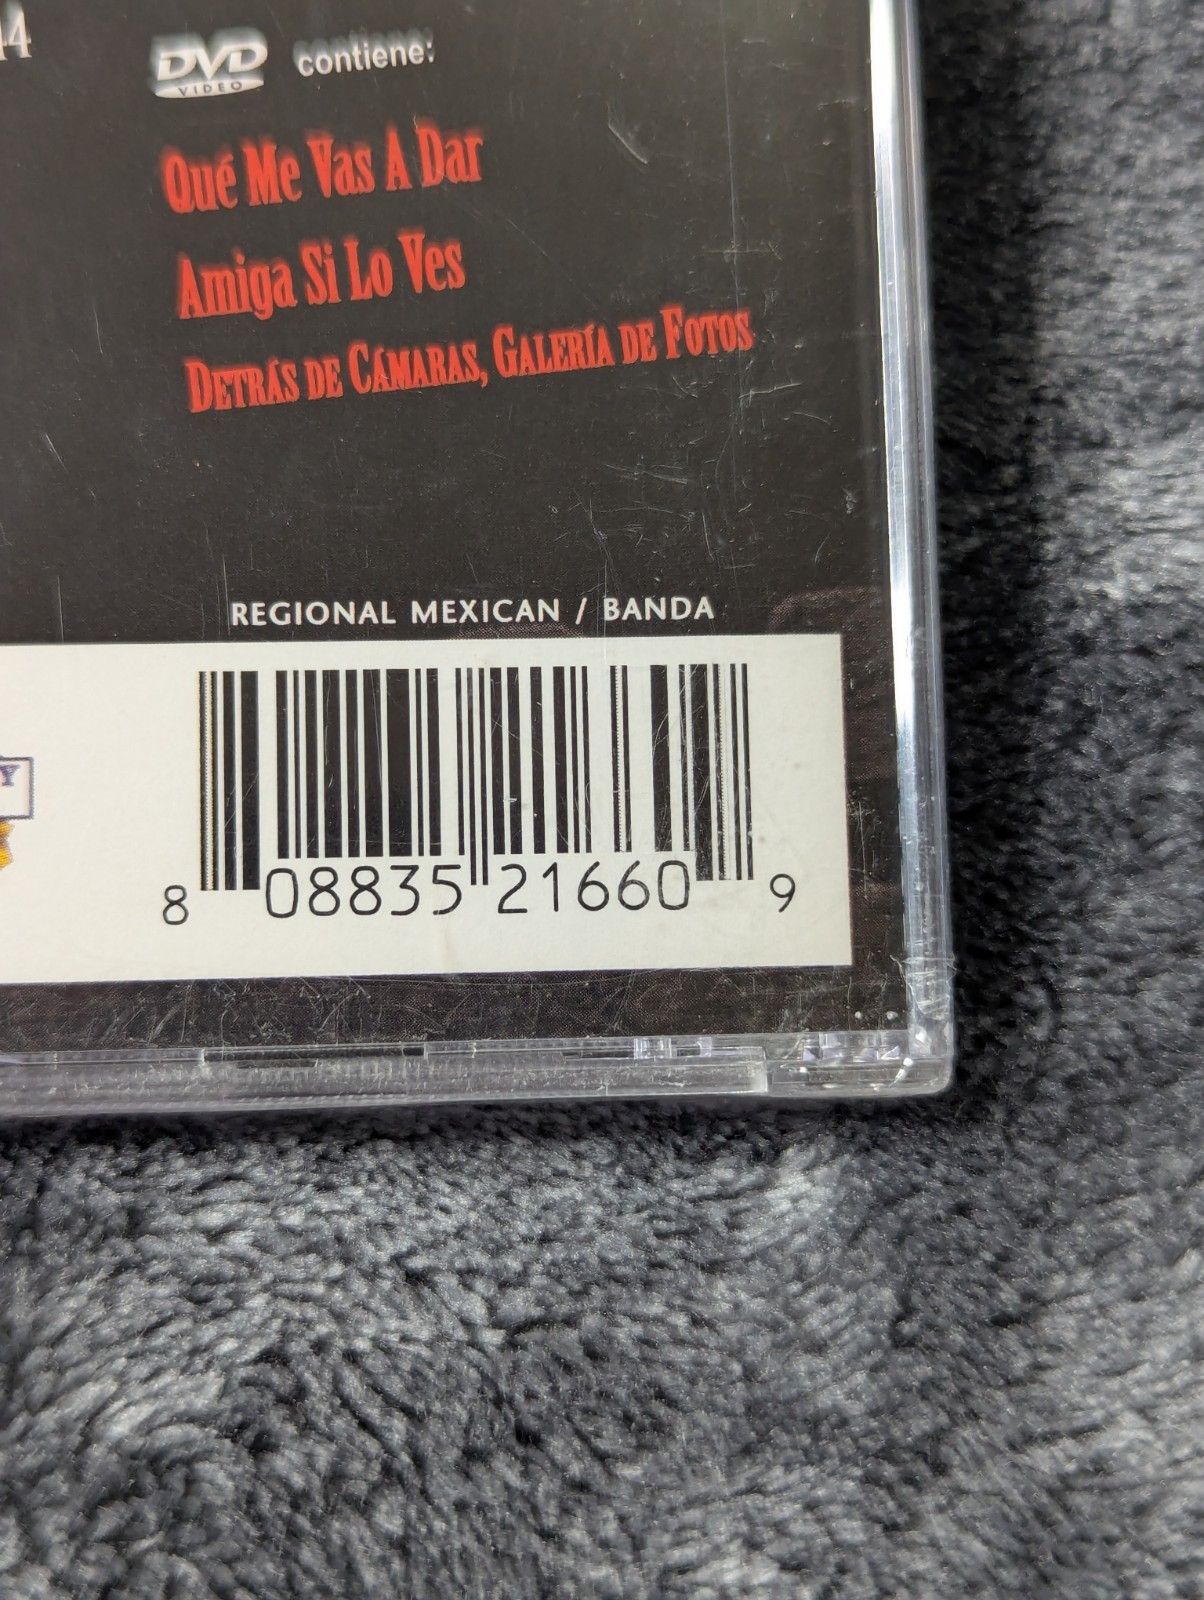 44
DVD VIDEO contiene:
Qué Me Vas A Dar
Amiga Si Lo Ves
DETRÁS DE CÁMARAS, GALERÍA DE FOTOS
REGIONAL MEXICAN / BANDA
Y
8 08835 21660 9